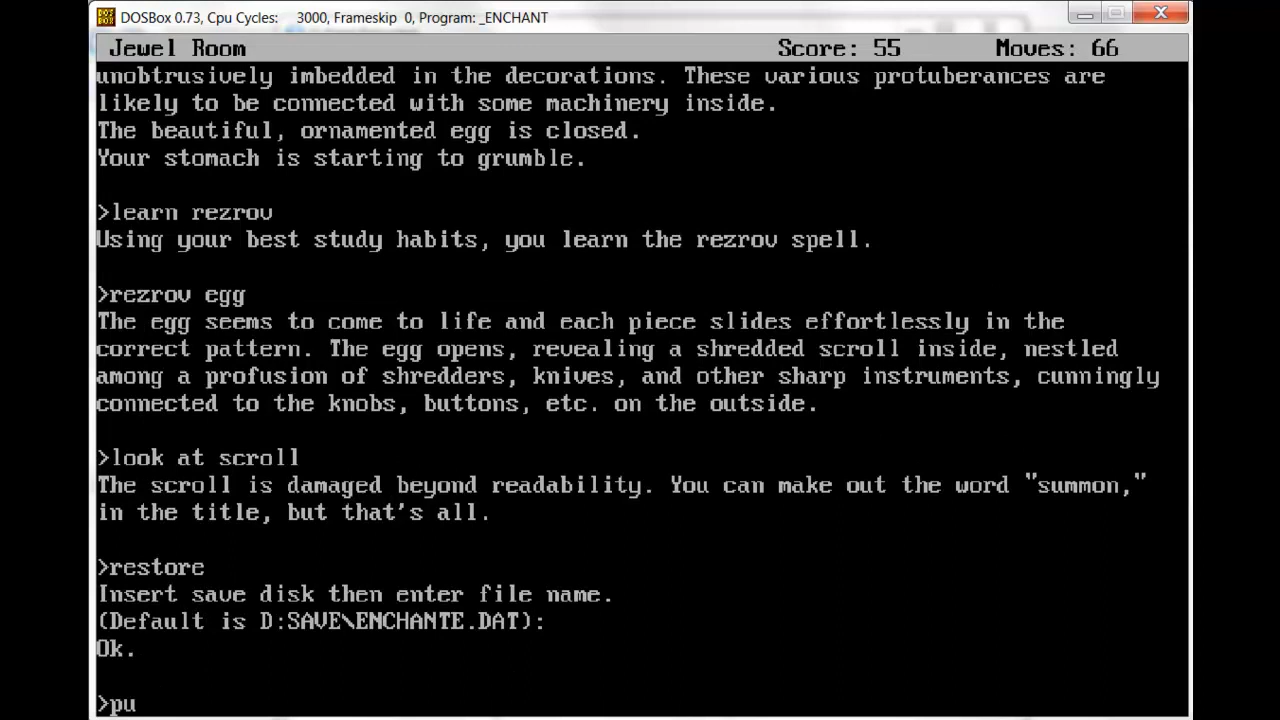 DOSBox 0.73, Cpu Cycles: 3000, Frameskip 0, Program: _ENCHANT
Jewel Room Score: 55 Moves: 66
unobtrusively imbedded in the decorations. These various protuberances are
likely to be connected with some machinery inside.
The beautiful, ornamented egg is closed.
Your stomach is starting to grumble.
>learn rezrov
Using your best study habits, you learn the rezrov spell.
>rezrov egg
The egg seems to come to life and each piece slides effortlessly in the
correct pattern. The egg opens, revealing a shredded scroll inside, nestled
among a profusion of shredders, knives, and other sharp instruments, cunningly
connected to the knobs, buttons, etc. on the outside.
>look at scroll
The scroll is damaged beyond readability. You can make out the word "summon,"
in the title, but that's all.
>restore
Insert save disk then enter file name.
(Default is D:SAVE\ENCHANTE.DAT):
Ok.
>pu